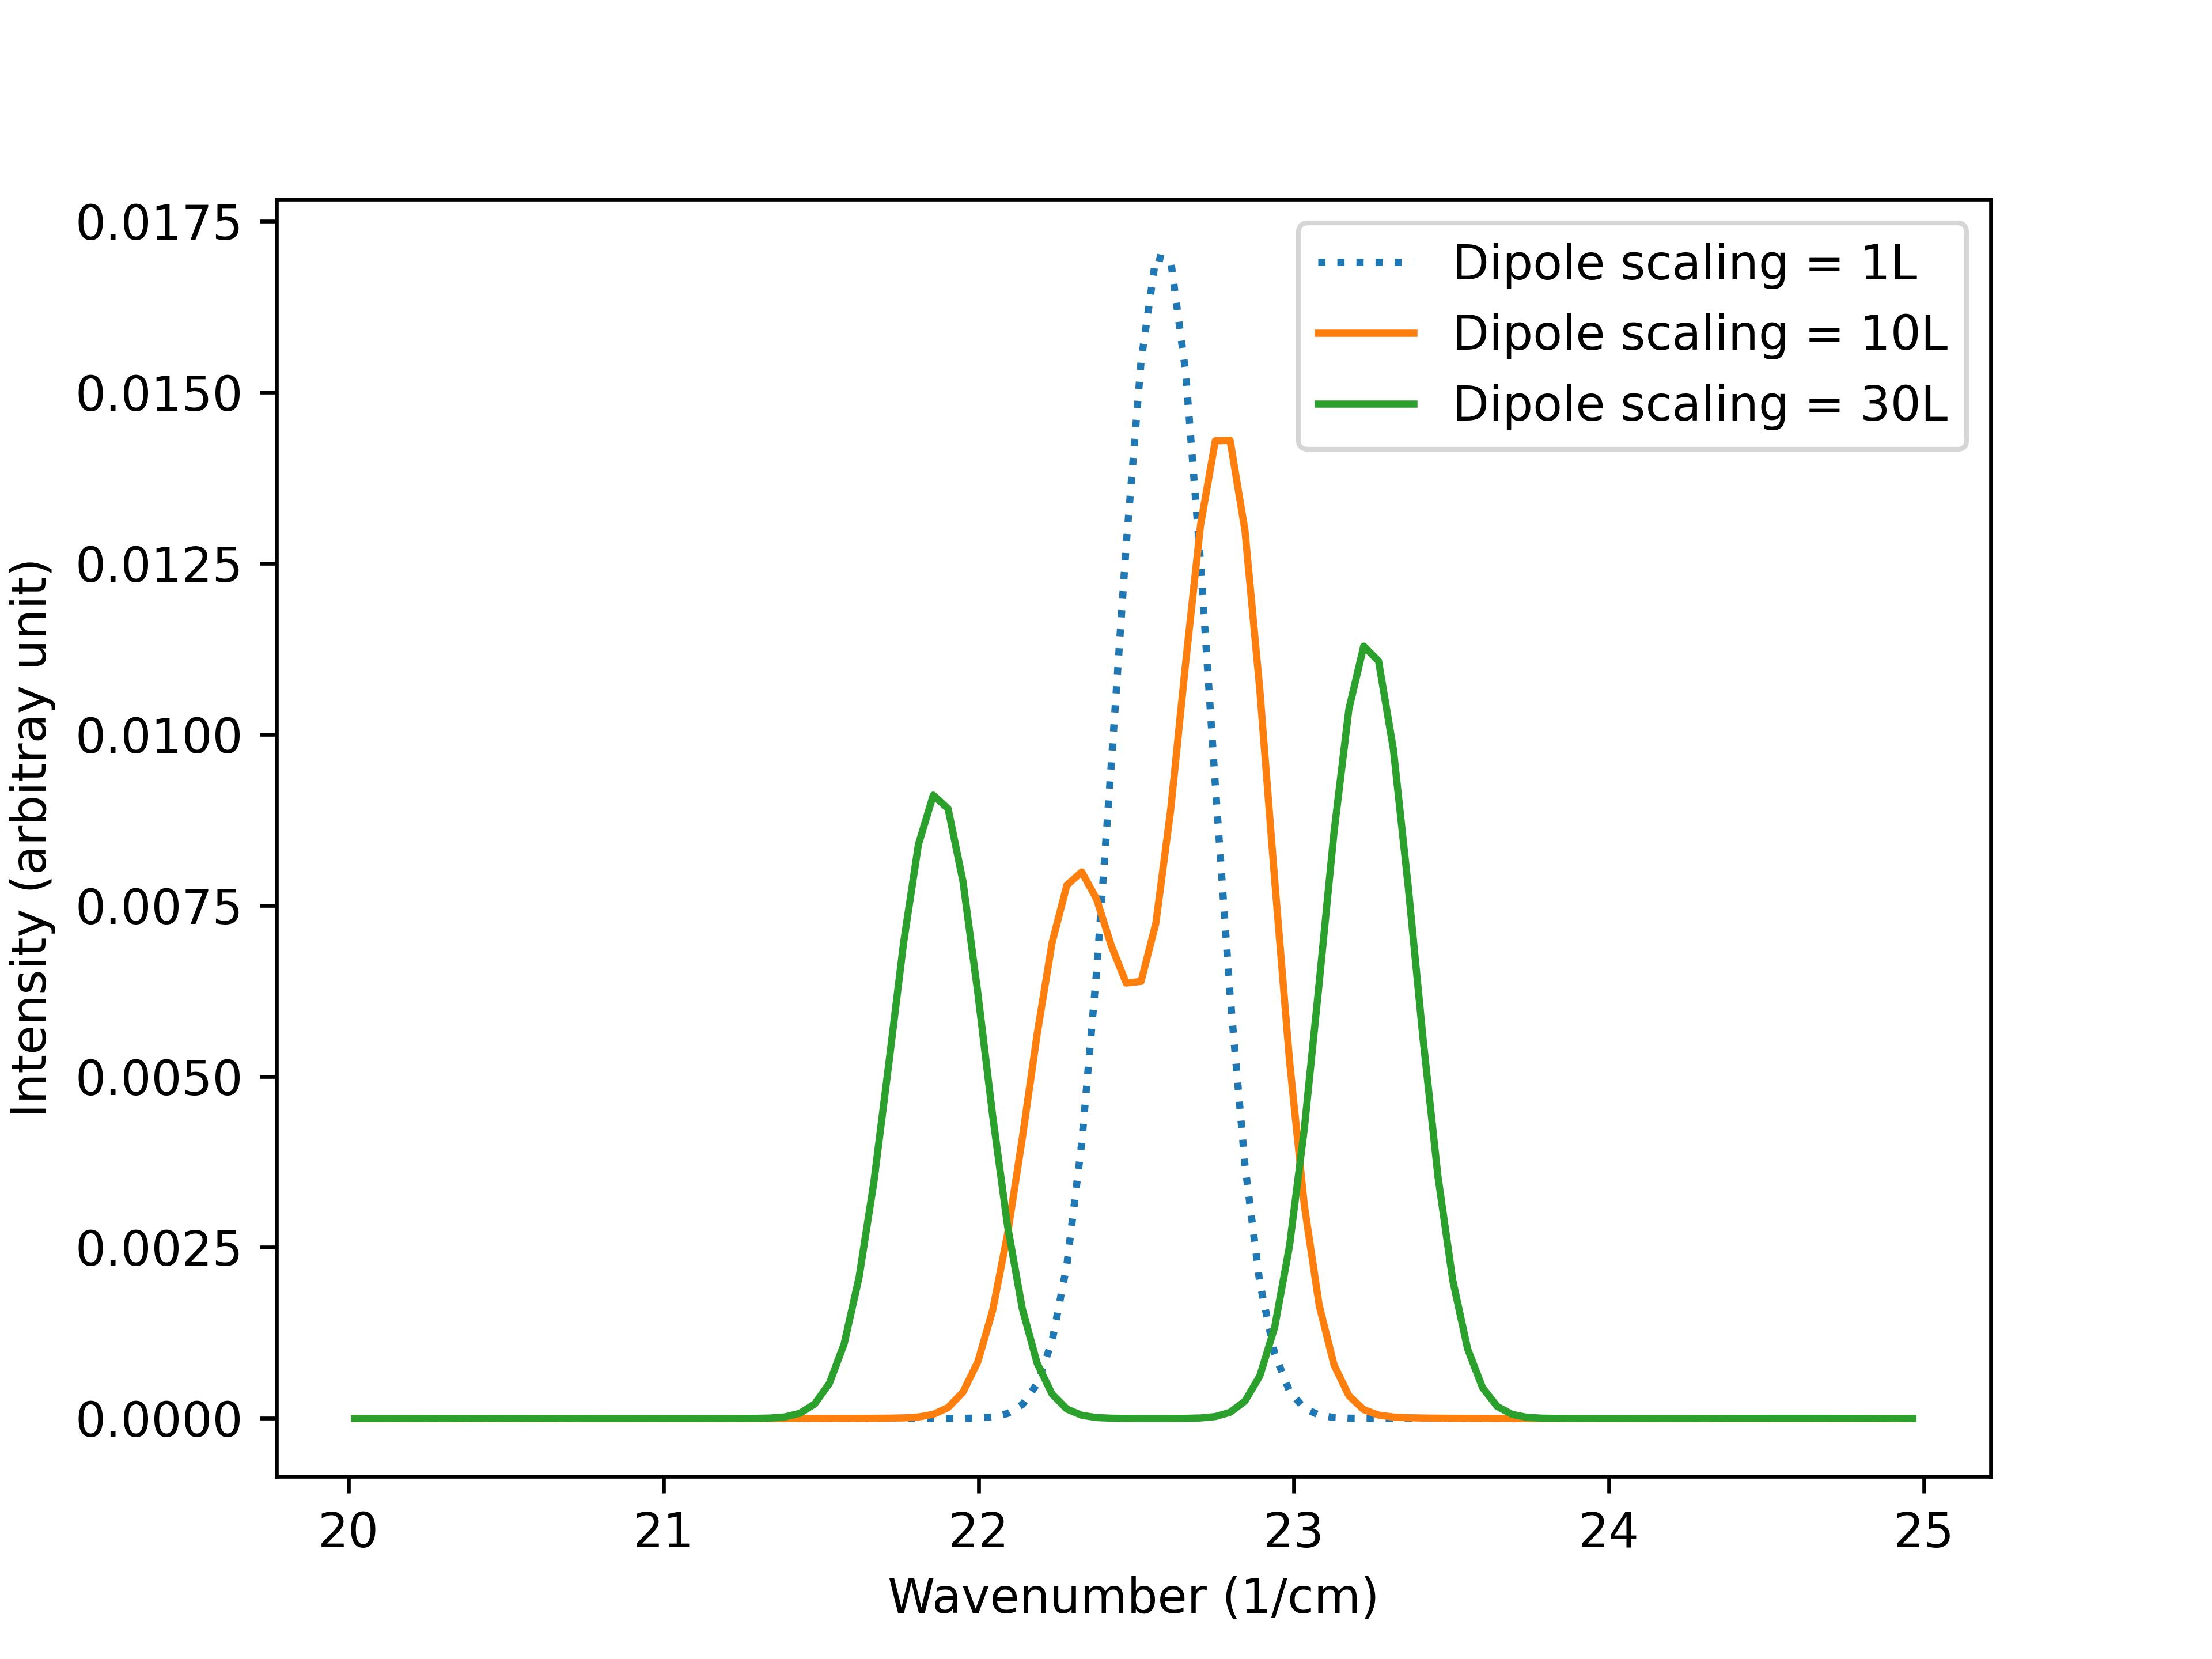 0.0175
0.0150
0.0125
0.0100
0.0075
0.0050
0.0025
0.0000
Intensity (arbitray unit)
Dipole scaling = 1L
Dipole scaling = 10L
Dipole scaling = 30L
20 21 22 23 24 25
Wavenumber (1/cm)